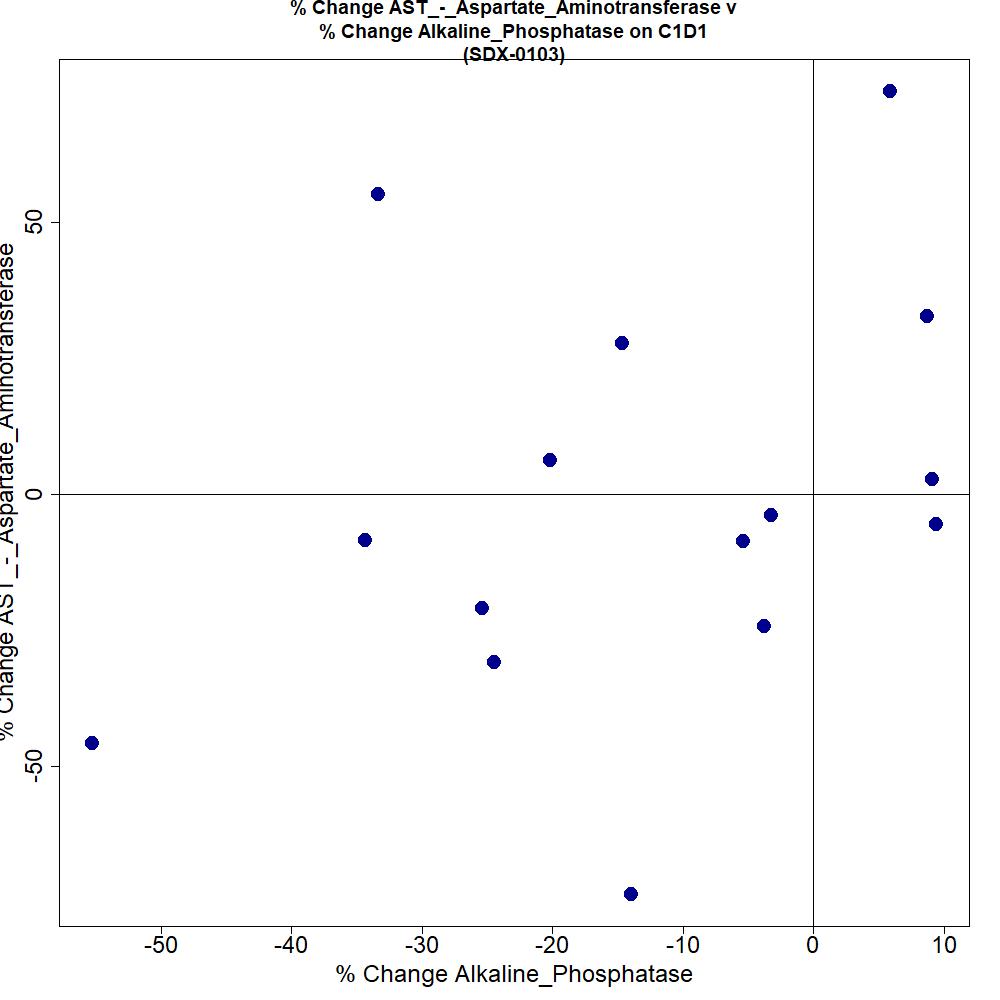 % Change AST_-_Aspartate_Aminotransferase v
% Change Alkaline_Phosphatase on C1D1
(SDX-0103)
% Change AST_-_Aspartate_Aminotransferase
50
0
-50
-50
-40
-30
-20
-10
0
10
% Change Alkaline_Phosphatase